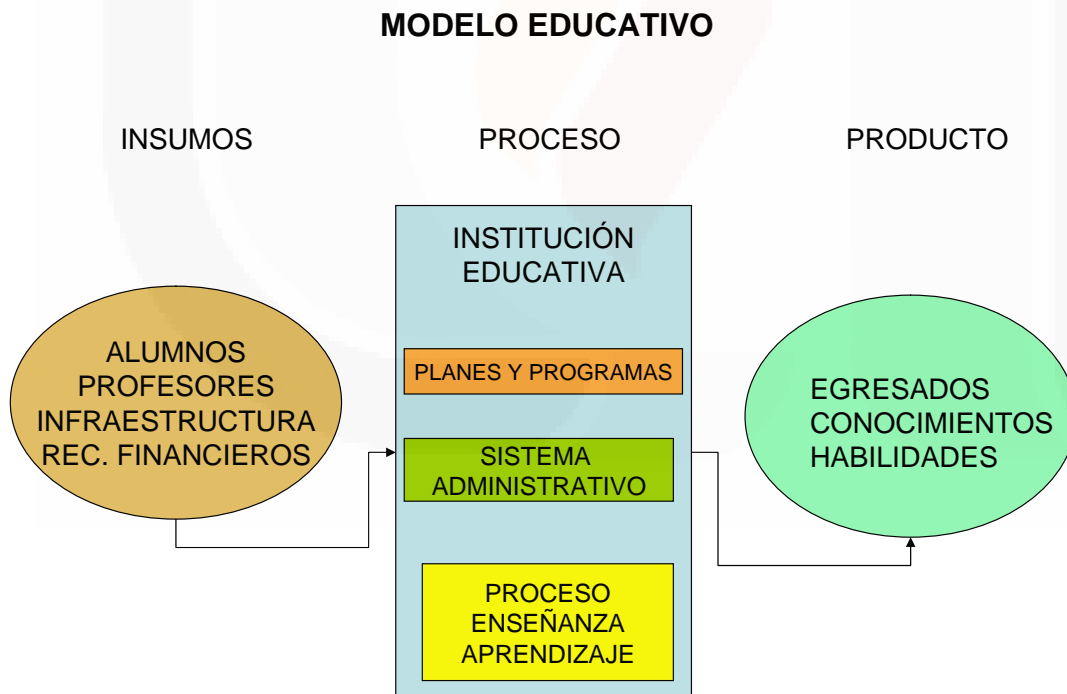 MODELO EDUCATIVO
INSUMOS
PROCESO
PRODUCTO
ALUMNOS
PROFESORES
INFRAESTRUCTURA
REC. FINANCIEROS
INSTITUCIÓN
EDUCATIVA
PLANES Y PROGRAMAS
SISTEMA
ADMINISTRATIVO
PROCESO
ENSEÑANZA
APRENDIZAJE
EGRESADOS
CONOCIMIENTOS
HABILIDADES